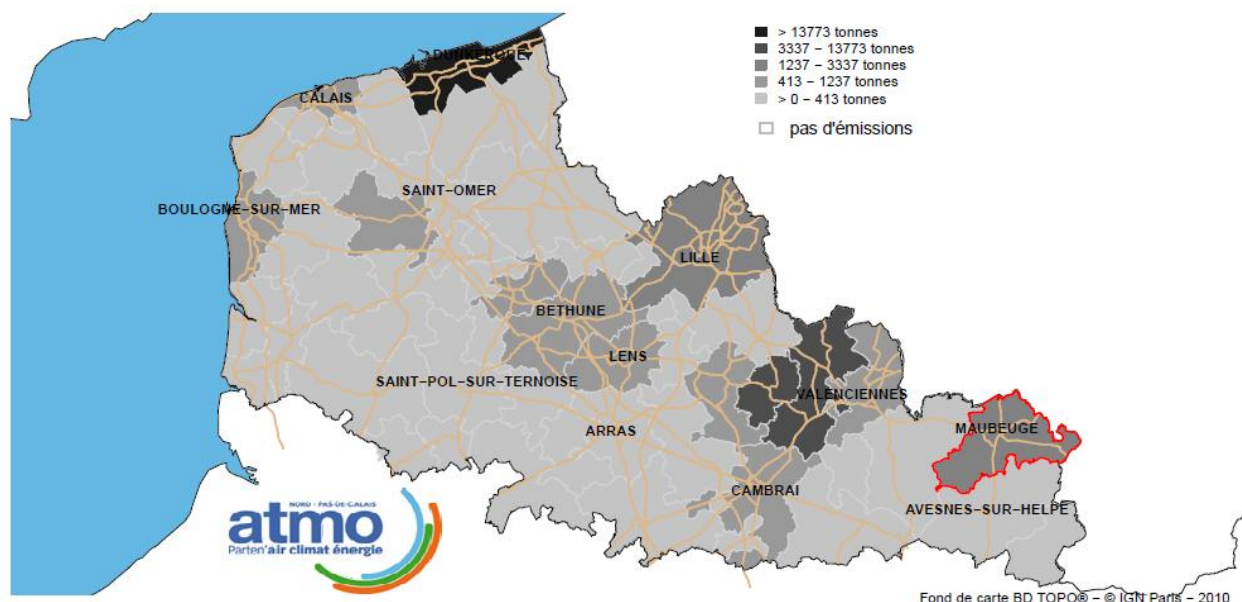 > 13773 tonnes
3337 – 13773 tonnes
1237 – 3337 tonnes
413 – 1237 tonnes
> 0 – 413 tonnes
pas d'émissions
DUNKERQUE
CALAIS
SAINT–OMER
BOULOGNE–SUR–MER
LILLE
BETHUNE
LENS
SAINT–POL–SUR–TERNOISE
VALENCIENNES
ARRAS
MAUBEUGE
CAMBRAI
AVESNES–SUR–HELPE
NORD - PAS-DE-CALAIS
atmo
Parten'air climat énergie
Fond de carte BD TOPO® – © IGN Paris – 2010